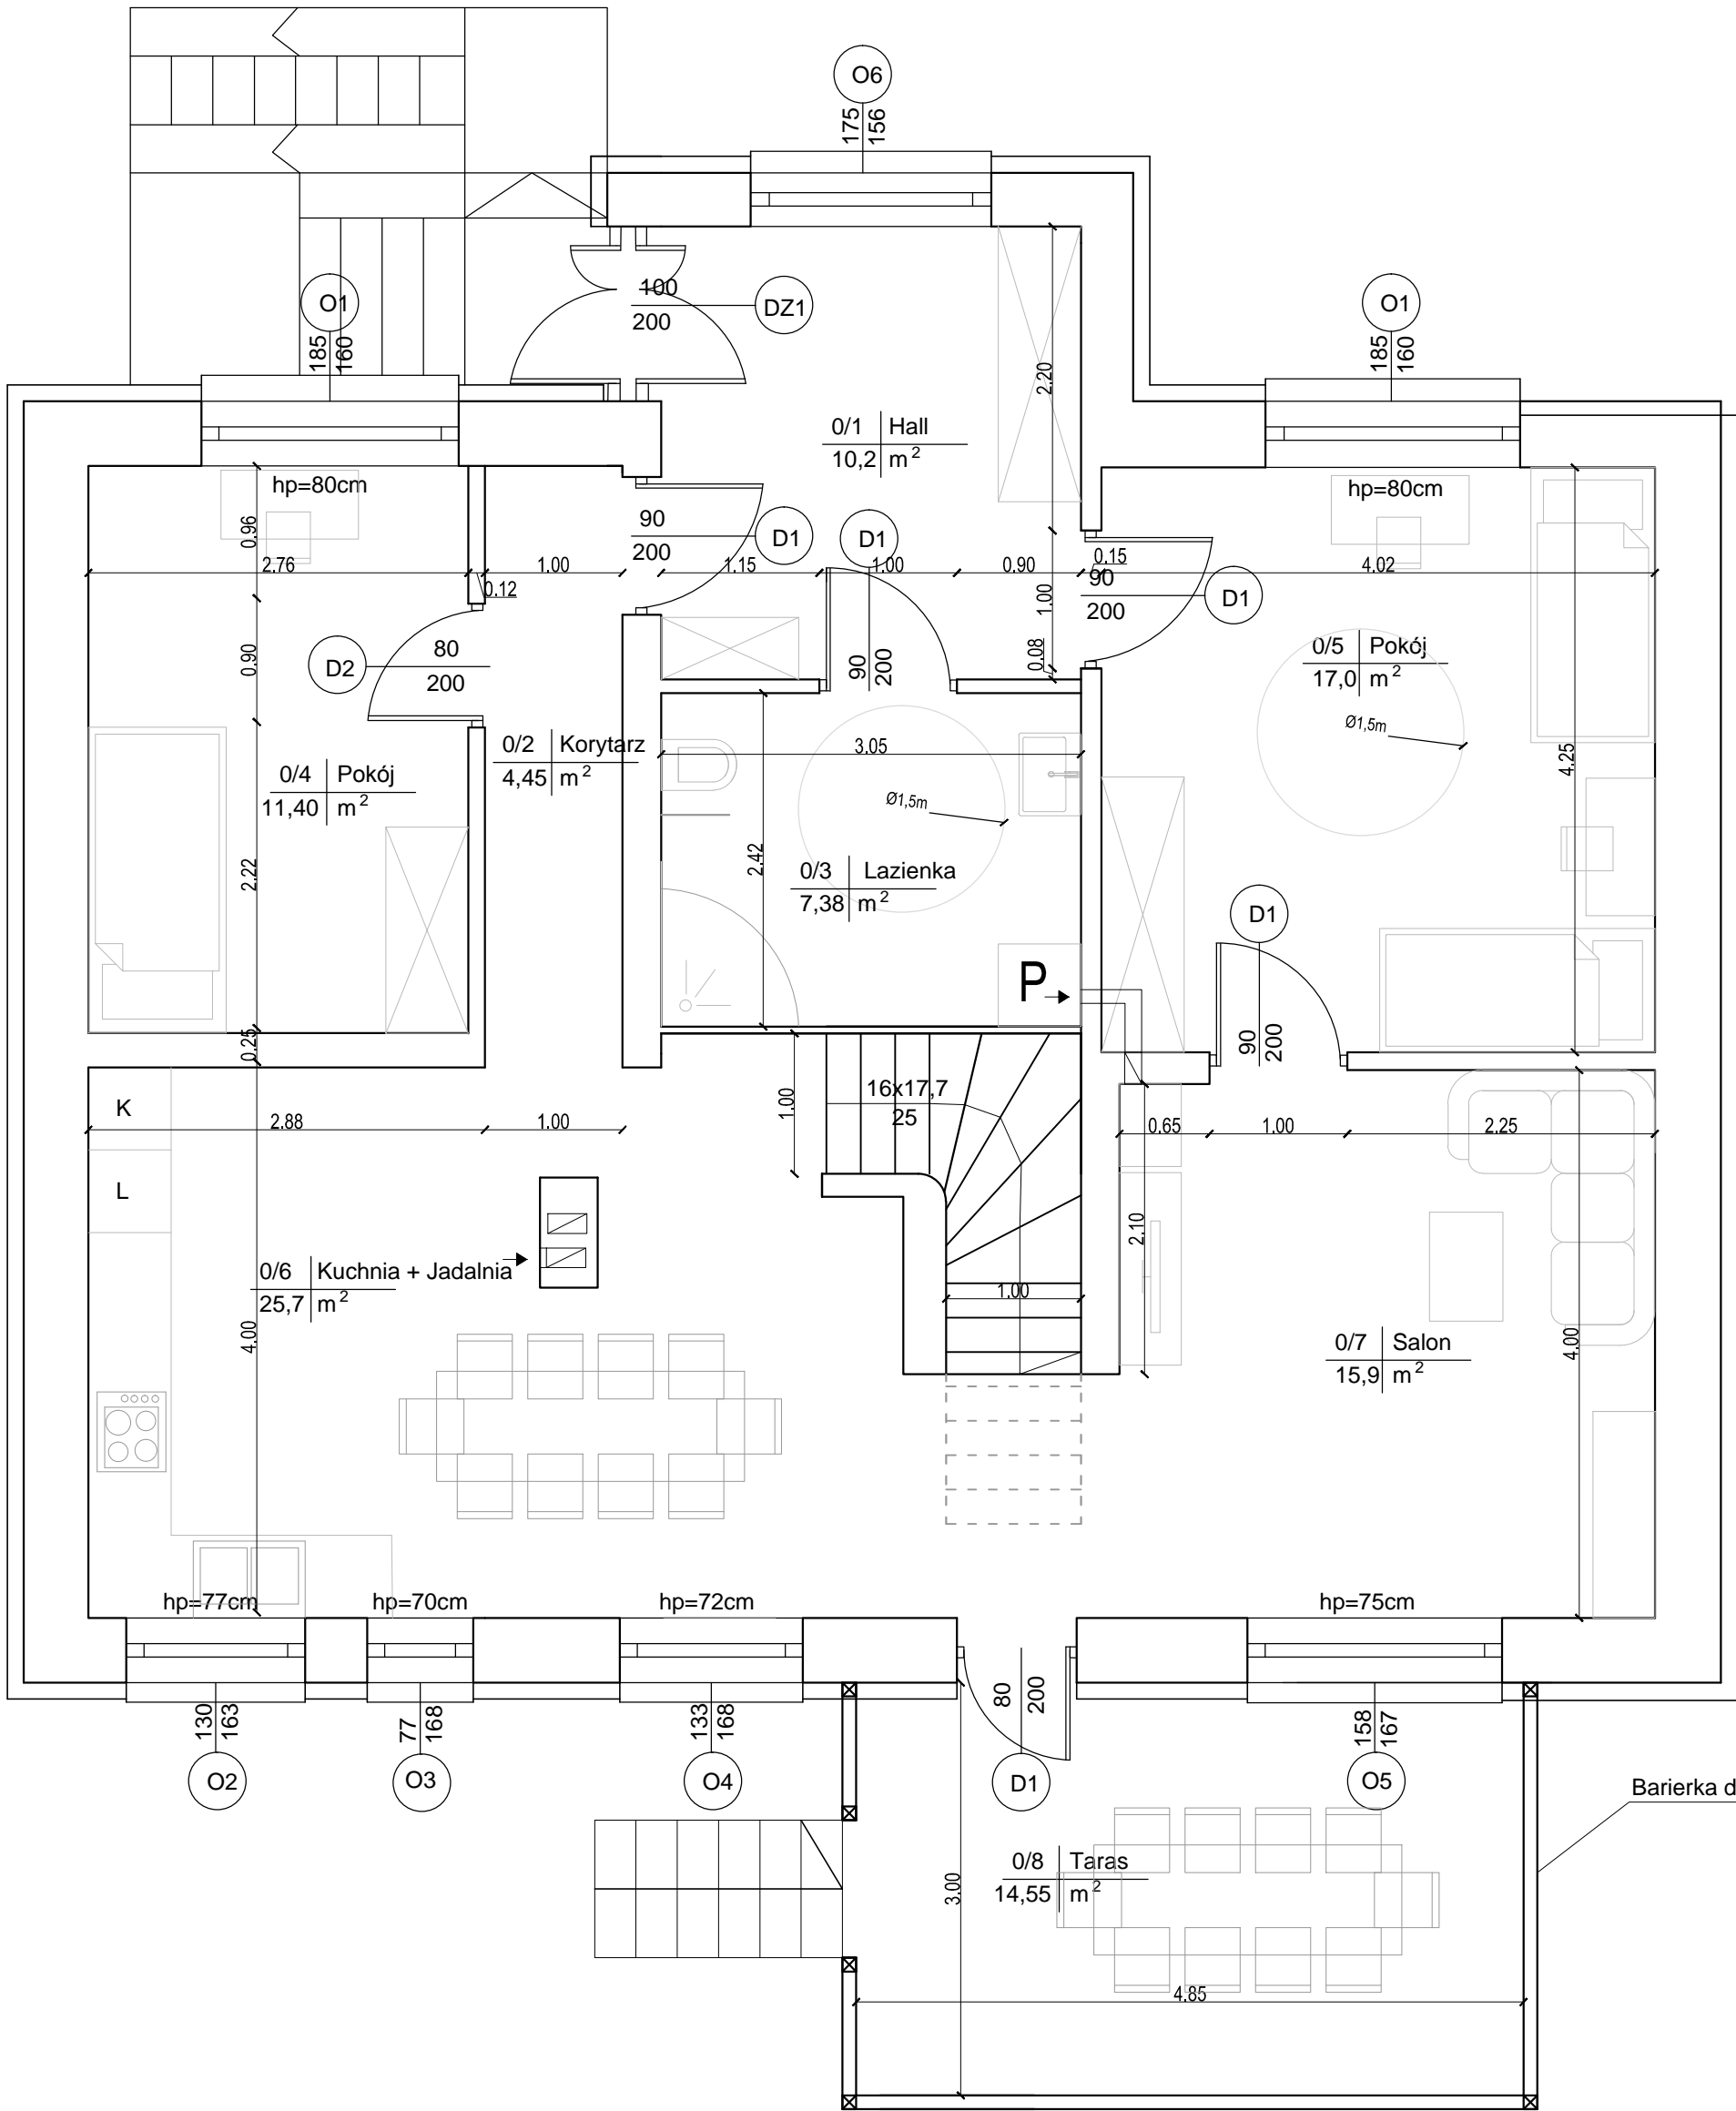 O6
175
156
O1
185
160
100
200
DZ1
O1
185
160
2.20
0/1 Hall
10,2 m²
hp=80cm
hp=80cm
0.96
90
200
D1
D1
2.76
0.12
1.00
1.15
1.00
0.90
0.15
4.02
90
200
D1
1.00
0.90
D2
80
200
90
200
0.08
0/5 Pokój
17,0 m²
Ø1,5m
0/2 Korytarz
4,45 m²
3.05
4.25
0/4 Pokój
11,40 m²
Ø1,5m
2.22
2.42
0/3 Lazienka
7,38 m²
D1
P
0.25
90
200
K
2.88
1.00
1.00
16x17,7
25
0.65
1.00
2.25
L
2.10
0/6 Kuchnia + Jadalnia
25,7 m²
1.00
4.00
0/7 Salon
15,9 m²
4.00
hp=77cm
hp=70cm
hp=72cm
hp=75cm
130
163
77
168
133
168
80
200
158
167
O2
O3
O4
D1
O5
Barierka d
0/8 Taras
14,55 m²
3.00
4.85